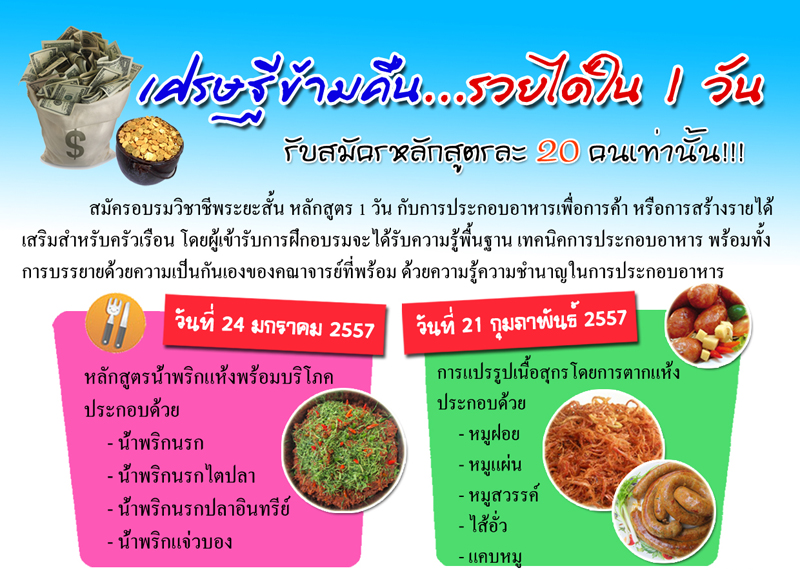 เศรษฐีข้ามคืน...รวยได้ใน 1 วัน
รับสมัครหลักสูตรละ 20 คนเท่านั้น!!!
สมัครอบรมวิชาชีพระยะสั้น หลักสูตร 1 วัน กับการประกอบอาหารเพื่อการค้า หรือการสร้างรายได้
เสริมสำหรับครัวเรือน โดยผู้เข้ารับการฝึกอบรมจะได้รับความรู้พื้นฐาน เทคนิคการประกอบอาหาร พร้อมทั้ง
การบรรยายด้วยความเป็นกันเองของคณาจารย์ที่พร้อม ด้วยความรู้ความชำนาญในการประกอบอาหาร
วันที่ 24 มกราคม 2557
หลักสูตรน้ำพริกแห้งพร้อมบริโภค
ประกอบด้วย
- น้ำพริกนรก
- น้ำพริกนรกไตปลา
- น้ำพริกนรกปลาอินทรีย์
- น้ำพริกแจ่วบอง
วันที่ 21 กุมภาพันธ์ 2557
การแปรรูปเนื้อสุกรโดยการตากแห้ง
ประกอบด้วย
- หมูฝอย
- หมูแผ่น
- หมูสวรรค์
- ไส้อั่ว
- แคบหมู
$